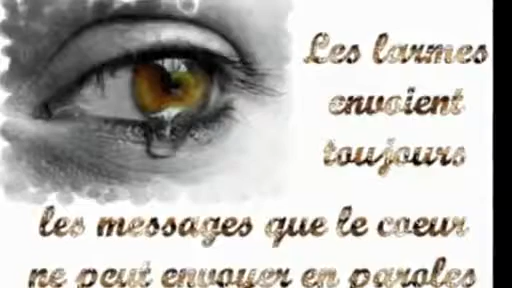 Les larmes
envoient
toujours
les messages que le coeur
ne peut envoyer en paroles